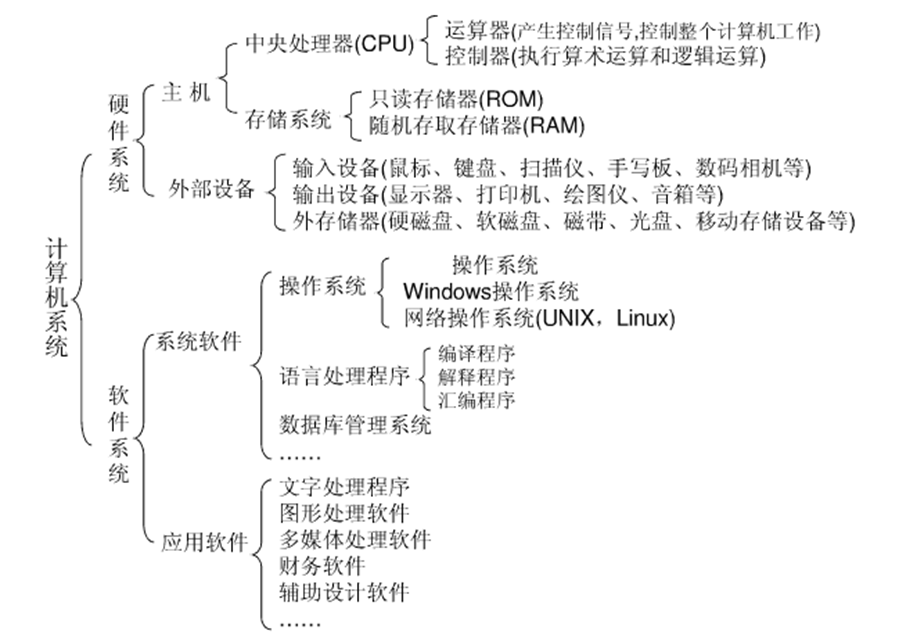 计算机系统
硬件系统
主 机
中央处理器(CPU)
运算器(产生控制信号,控制整个计算机工作)
控制器(执行算术运算和逻辑运算)
存储系统
只读存储器(ROM)
随机存取存储器(RAM)
外部设备
输入设备(鼠标、键盘、扫描仪、手写板、数码相机等)
输出设备(显示器、打印机、绘图仪、音箱等)
外存储器(硬磁盘、软磁盘、磁带、光盘、移动存储设备等)
软件系统
系统软件
操作系统
操作系统
Windows操作系统
网络操作系统(UNIX，Linux)
语言处理程序
编译程序
解释程序
汇编程序
数据库管理系统
……
应用软件
文字处理程序
图形处理软件
多媒体处理软件
财务软件
辅助设计软件
……